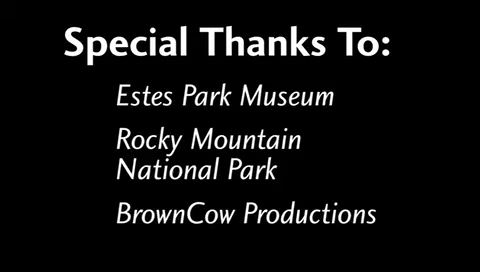 Special Thanks To:
Estes Park Museum
Rocky Mountain
National Park
BrownCow Productions